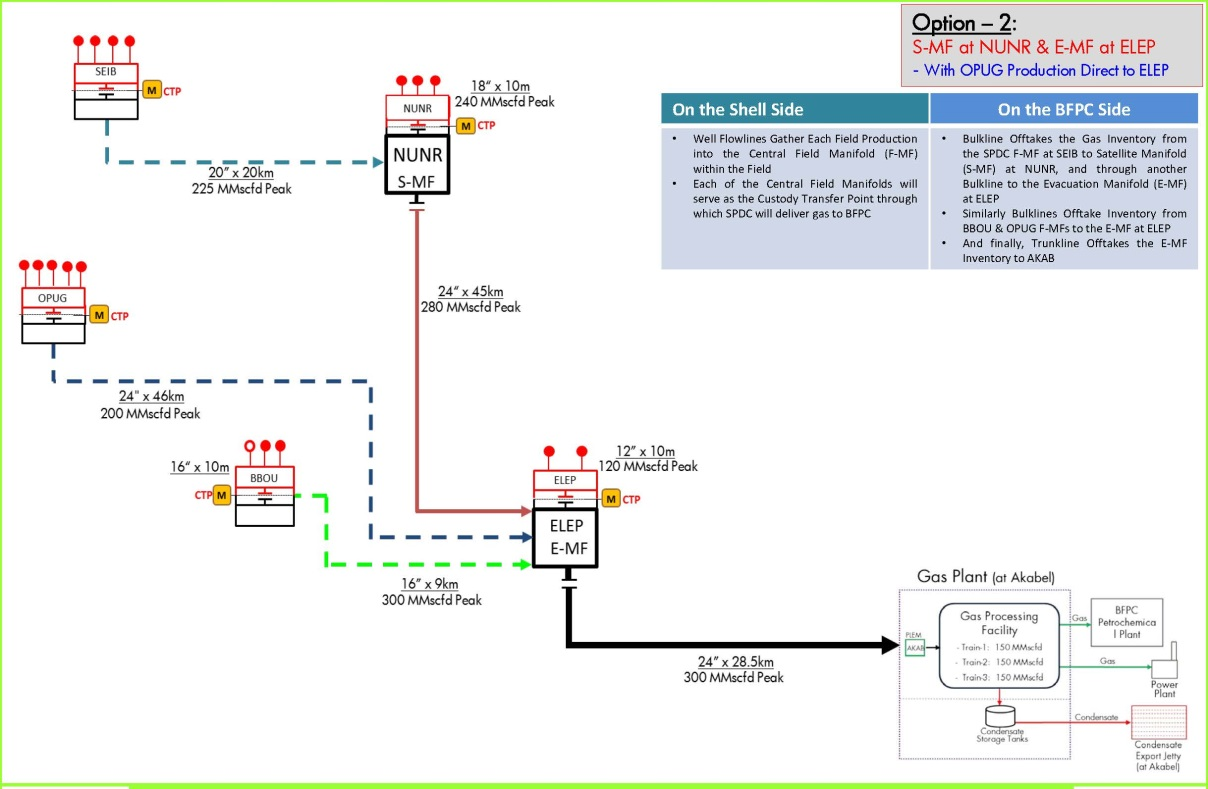 Option – 2:
S-MF at NUNR & E-MF at ELEP
- With OPUG Production Direct to ELEP
On the Shell Side
On the BFPC Side
• Well Flowlines Gather Each Field Production
into the Central Field Manifold (F-MF)
within the Field
• Each of the Central Field Manifolds will
serve as the Custody Transfer Point through
which SPDC will deliver gas to BFPC
• Bulkline Offtakes the Gas Inventory from
the SPDC F-MF at SEIB to Satellite Manifold
(S-MF) at NUNR, and through another
Bulkline to the Evacuation Manifold (E-MF)
at ELEP
• Similarly Bulklines Offtake Inventory from
BBOU & OPUG F-MFs to the E-MF at ELEP
• And finally, Trunkline Offtakes the E-MF
Inventory to AKAB
SEIB
M CTP
20” x 20km
225 MMscfd Peak
18“ x 10m
240 MMscfd Peak
NUNR
M CTP
NUNR
S-MF
24” x 45km
280 MMscfd Peak
OPUG
M CTP
24" x 46km
200 MMscfd Peak
16“ x 10m
BBOU
CTP M
16” x 9km
300 MMscfd Peak
12” x 10m
120 MMscfd Peak
ELEP
M CTP
ELEP
E-MF
24” x 28.5km
300 MMscfd Peak
Gas Plant (at Akabel)
PLEM
AKAB
Gas Processing
Facility
- Train-1: 150 MMscfd
- Train-2: 150 MMscfd
- Train-3: 150 MMscfd
Gas
BFPC
Petrochemica
l Plant
Gas
Power
Plant
Condensate
Storage Tanks
Condensate
Condensate
Export Jetty
(at Akabel)